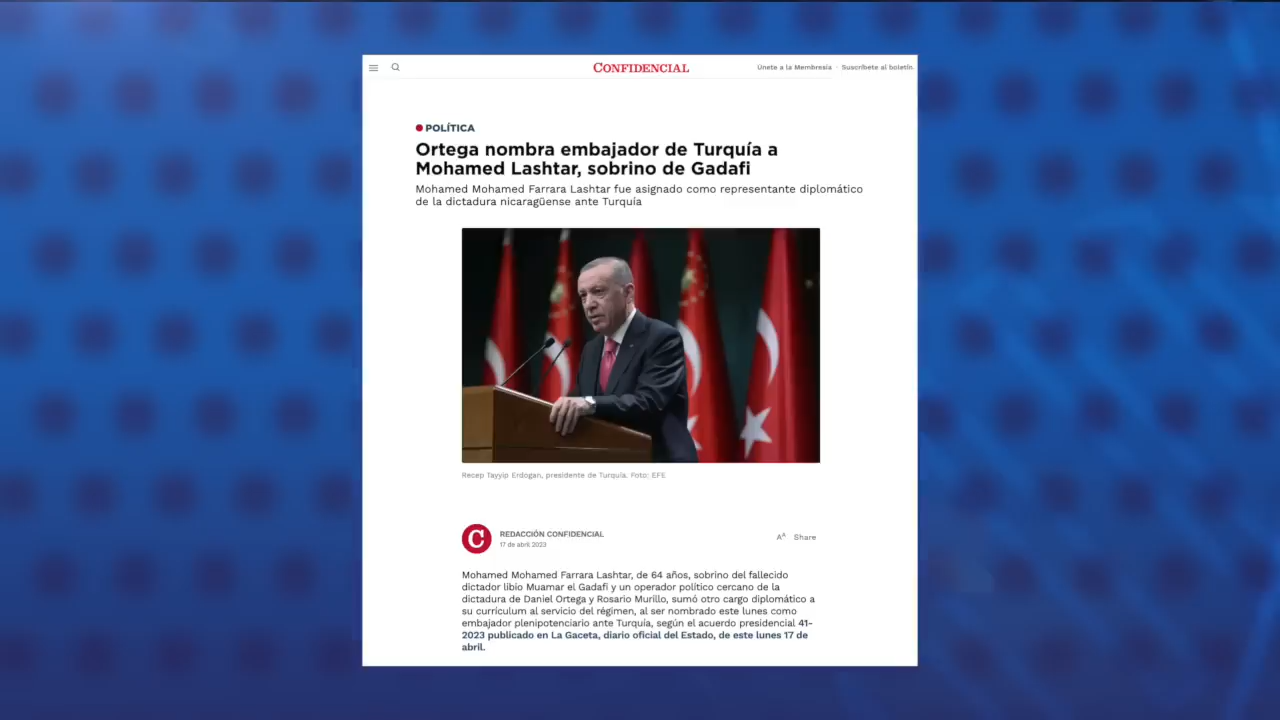 CONFIDENCIAL
Únete a la Membresía · Suscríbete al boletín.
POLÍTICA
Ortega nombra embajador de Turquía a
Mohamed Lashtar, sobrino de Gadafi
Mohamed Mohamed Farrara Lashtar fue asignado como representante diplomático
de la dictadura nicaragüense ante Turquía
Recep Tayyip Erdogan, presidente de Turquía. Foto: EFE
C
REDACCIÓN CONFIDENCIAL
17 de abril 2023
AA Share
Mohamed Mohamed Farrara Lashtar, de 64 años, sobrino del fallecido
dictador libio Muamar el Gadafi y un operador político cercano de la
dictadura de Daniel Ortega y Rosario Murillo, sumó otro cargo diplomático a
su currículum al servicio del régimen, al ser nombrado este lunes como
embajador plenipotenciario ante Turquía, según el acuerdo presidencial 41-
2023 publicado en La Gaceta, diario oficial del Estado, de este lunes 17 de
abril.